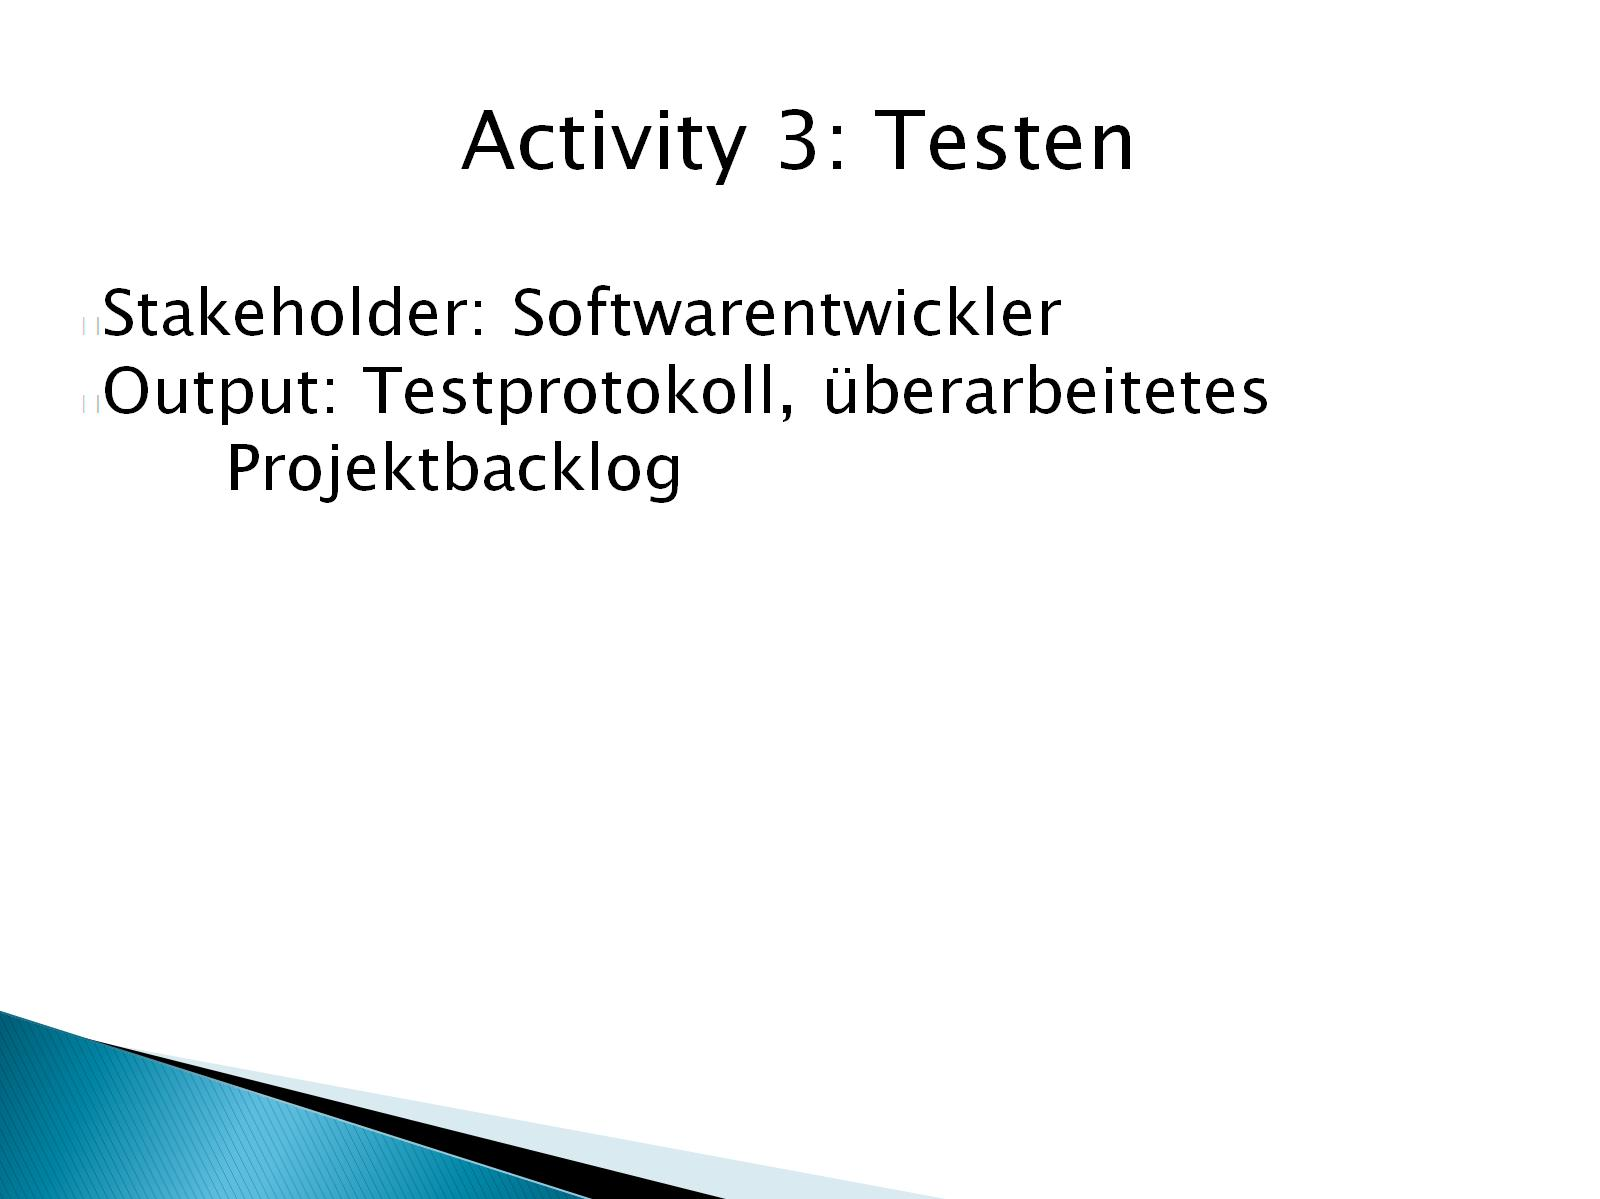 Activity 3: Testen
Stakeholder: Softwarentwickler
Output: Testprotokoll, überarbeitetes
Projektbacklog